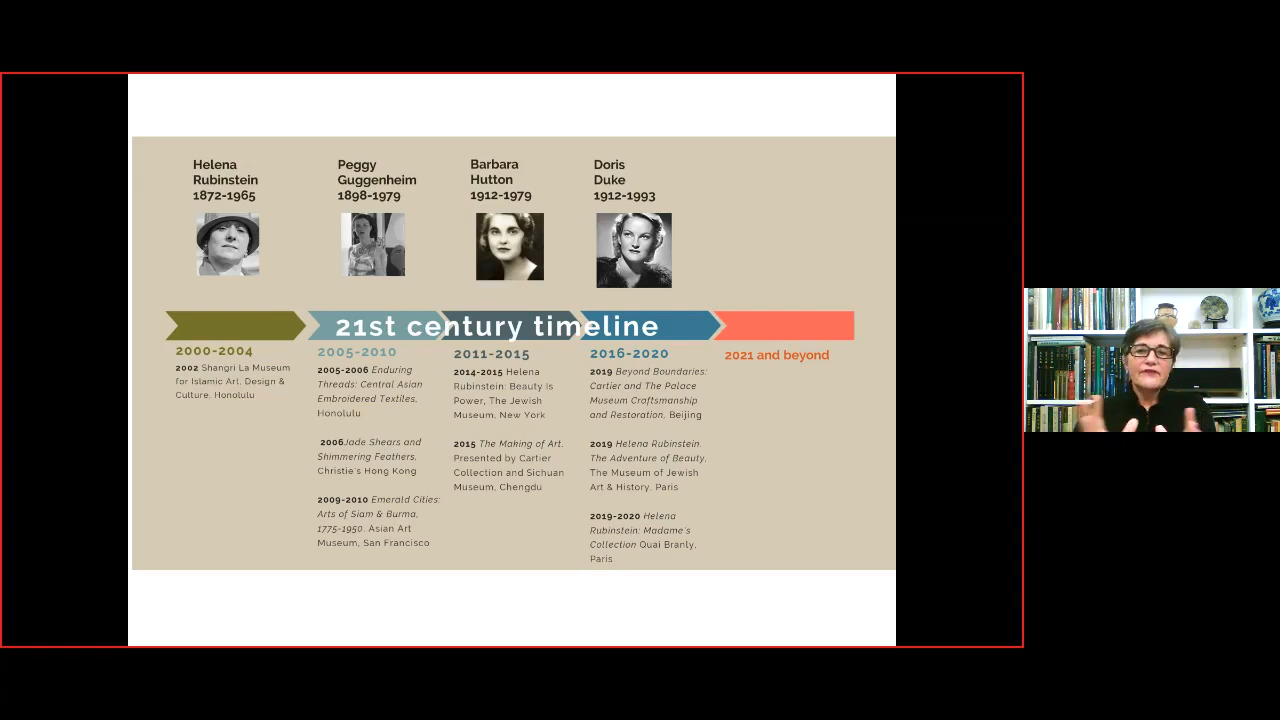 Helena
Rubinstein
1872-1965
Peggy
Guggenheim
1898-1979
Barbara
Hutton
1912-1979
Doris
Duke
1912-1993
21st century timeline
2000-2004
2002 Shangri La Museum
for Islamic Art, Design &
Culture, Honolulu
2005-2010
2005-2006 Enduring
Threads: Central Asian
Embroidered Textiles,
Honolulu
2006Jade Shears and
Shimmering Feathers,
Christie's Hong Kong
2009-2010 Emerald Cities:
Arts of Siam & Burma,
1775-1950. Asian Art
Museum, San Francisco
2011-2015
2014-2015 Helena
Rubinstein: Beauty Is
Power, The Jewish
Museum, New York
2015 The Making of Art.
Presented by Cartier
Collection and Sichuan
Museum, Chengdu
2016-2020
2019 Beyond Boundaries:
Cartier and The Palace
Museum Craftsmanship
and Restoration, Beijing
2019 Helena Rubinstein.
The Adventure of Beauty,
The Museum of Jewish
Art & History, Paris
2019-2020 Helena
Rubinstein: Madame's
Collection Quai Branly,
Paris
2021 and beyond